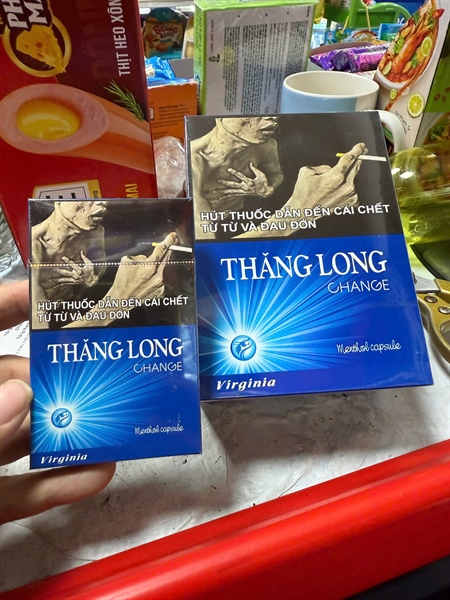 THỊT HEO XÔN
HÚT THUỐC DẪN ĐẾN CÁI CHẾT
TỪ TỪ VÀ ĐAU ĐỚN
THĂNG LONG
CHANGE
Menthol capsule
Virginia
HÚT THUỐC DẪN ĐẾN CÁI CHẾT
TỪ TỪ VÀ ĐAU ĐỚN
THĂNG LONG
CHANGE
Menthol capsule
Virginia